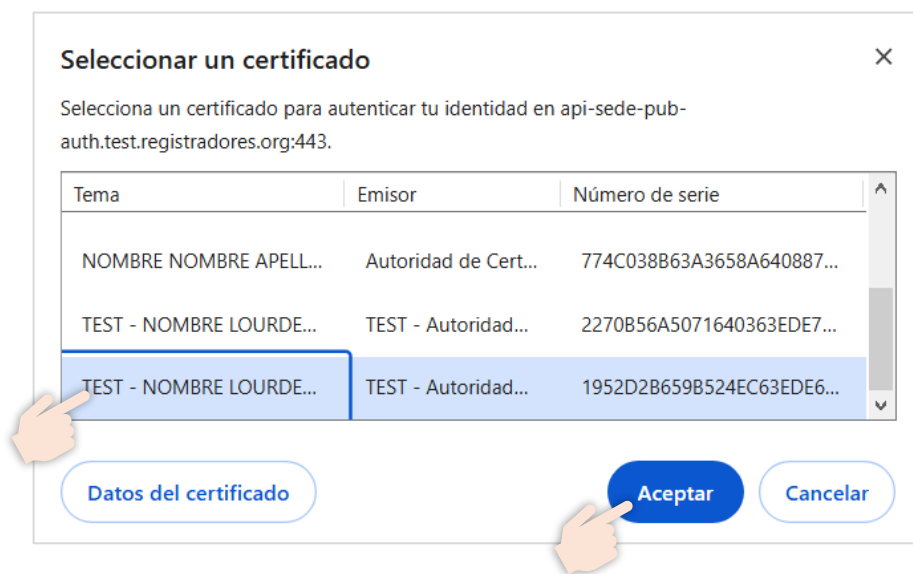 Seleccionar un certificado
Selecciona un certificado para autenticar tu identidad en api-sede-pub-
auth.test.registradores.org:443.
Tema Emisor Número de serie
NOMBRE NOMBRE APELL... Autoridad de Cert... 774C038B63A3658A640887...
TEST - NOMBRE LOURDE... TEST - Autoridad... 2270B56A5071640363EDE7...
TEST - NOMBRE LOURDE... TEST - Autoridad... 1952D2B659B524EC63EDE6...
Datos del certificado Aceptar Cancelar